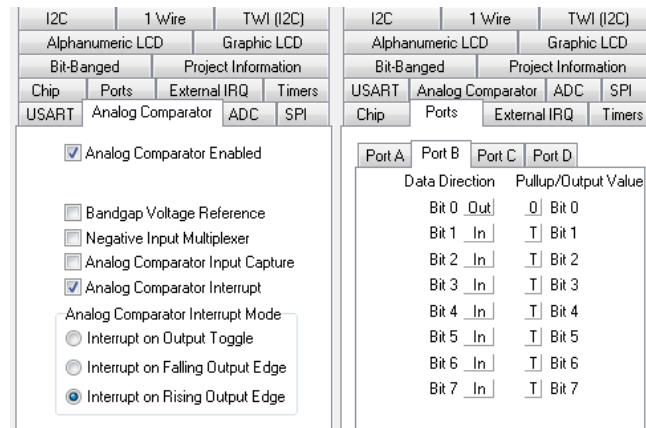 I2C 1 Wire TWI (I2C)
Alphanumeric LCD Graphic LCD
Bit-Banged Project Information
Chip Ports External IRQ Timers
USART Analog Comparator ADC SPI
Analog Comparator Enabled
Bandgap Voltage Reference
Negative Input Multiplexer
Analog Comparator Input Capture
Analog Comparator Interrupt
Analog Comparator Interrupt Mode
Interrupt on Output Toggle
Interrupt on Falling Output Edge
Interrupt on Rising Output Edge
I2C 1 Wire TWI (I2C)
Alphanumeric LCD Graphic LCD
Bit-Banged Project Information
USART Analog Comparator ADC SPI
Chip Ports External IRQ Timers
Port A Port B Port C Port D
Data Direction Pullup/Output Value
Bit 0 Out 0 Bit 0
Bit 1 In T Bit 1
Bit 2 In T Bit 2
Bit 3 In T Bit 3
Bit 4 In T Bit 4
Bit 5 In T Bit 5
Bit 6 In T Bit 6
Bit 7 In T Bit 7